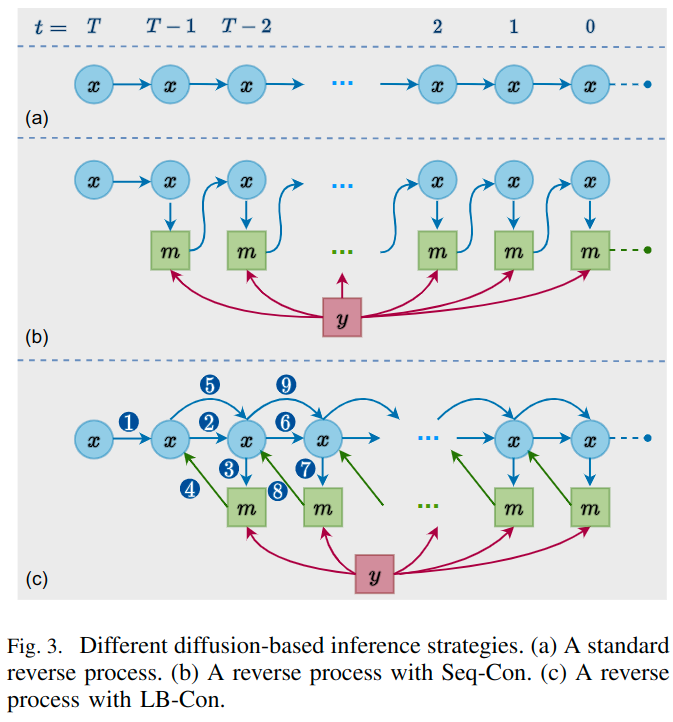 t = T T − 1 T − 2 2 1 0
x x x ... x x x
(a)
x x x ... x x x
m m ... m m m
y
(b)
5 9
1 2 6
x x x x ... x x
3 7
4 8
m m ... m m
y
(c)
Fig. 3. Different diffusion-based inference strategies. (a) A standard
reverse process. (b) A reverse process with Seq-Con. (c) A reverse
process with LB-Con.